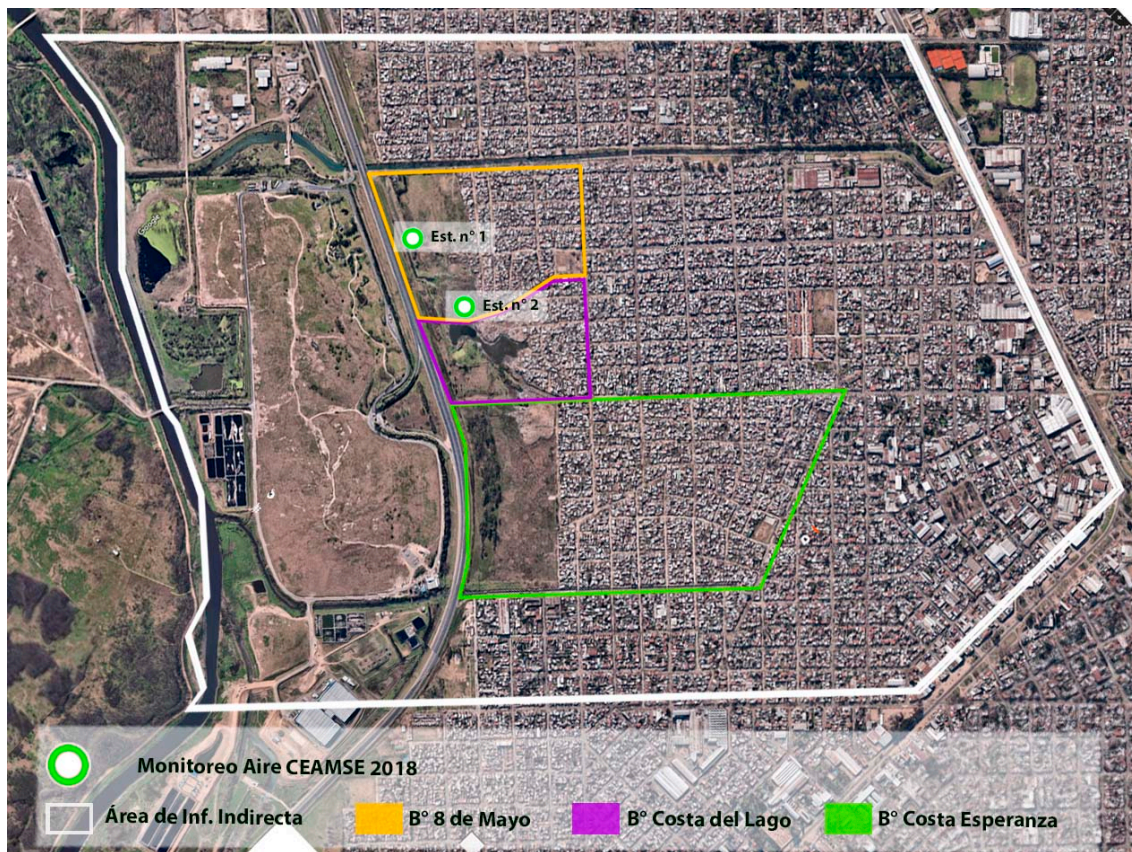 Est. n° 1
Est. n° 2
Monitoreo Aire CEAMSE 2018
Área de Inf. Indirecta
B° 8 de Mayo
B° Costa del Lago
B° Costa Esperanza